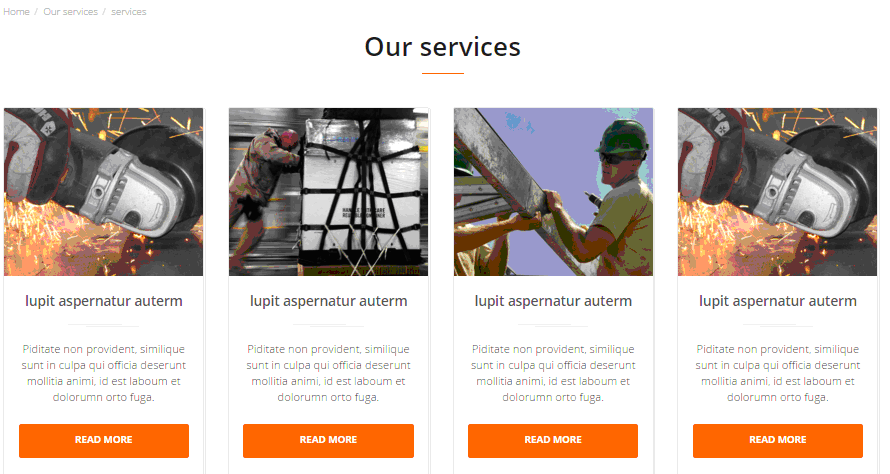 Home / Our services / services
Our services
lupit aspernatur auterm
Piditate non provident, similique
sunt in culpa qui officia deserunt
mollitia animi, id est laboum et
dolorumn orto fuga.
READ MORE
lupit aspernatur auterm
Piditate non provident, similique
sunt in culpa qui officia deserunt
mollitia animi, id est laboum et
dolorumn orto fuga.
READ MORE
lupit aspernatur auterm
Piditate non provident, similique
sunt in culpa qui officia deserunt
mollitia animi, id est laboum et
dolorumn orto fuga.
READ MORE
lupit aspernatur auterm
Piditate non provident, similique
sunt in culpa qui officia deserunt
mollitia animi, id est laboum et
dolorumn orto fuga.
READ MORE